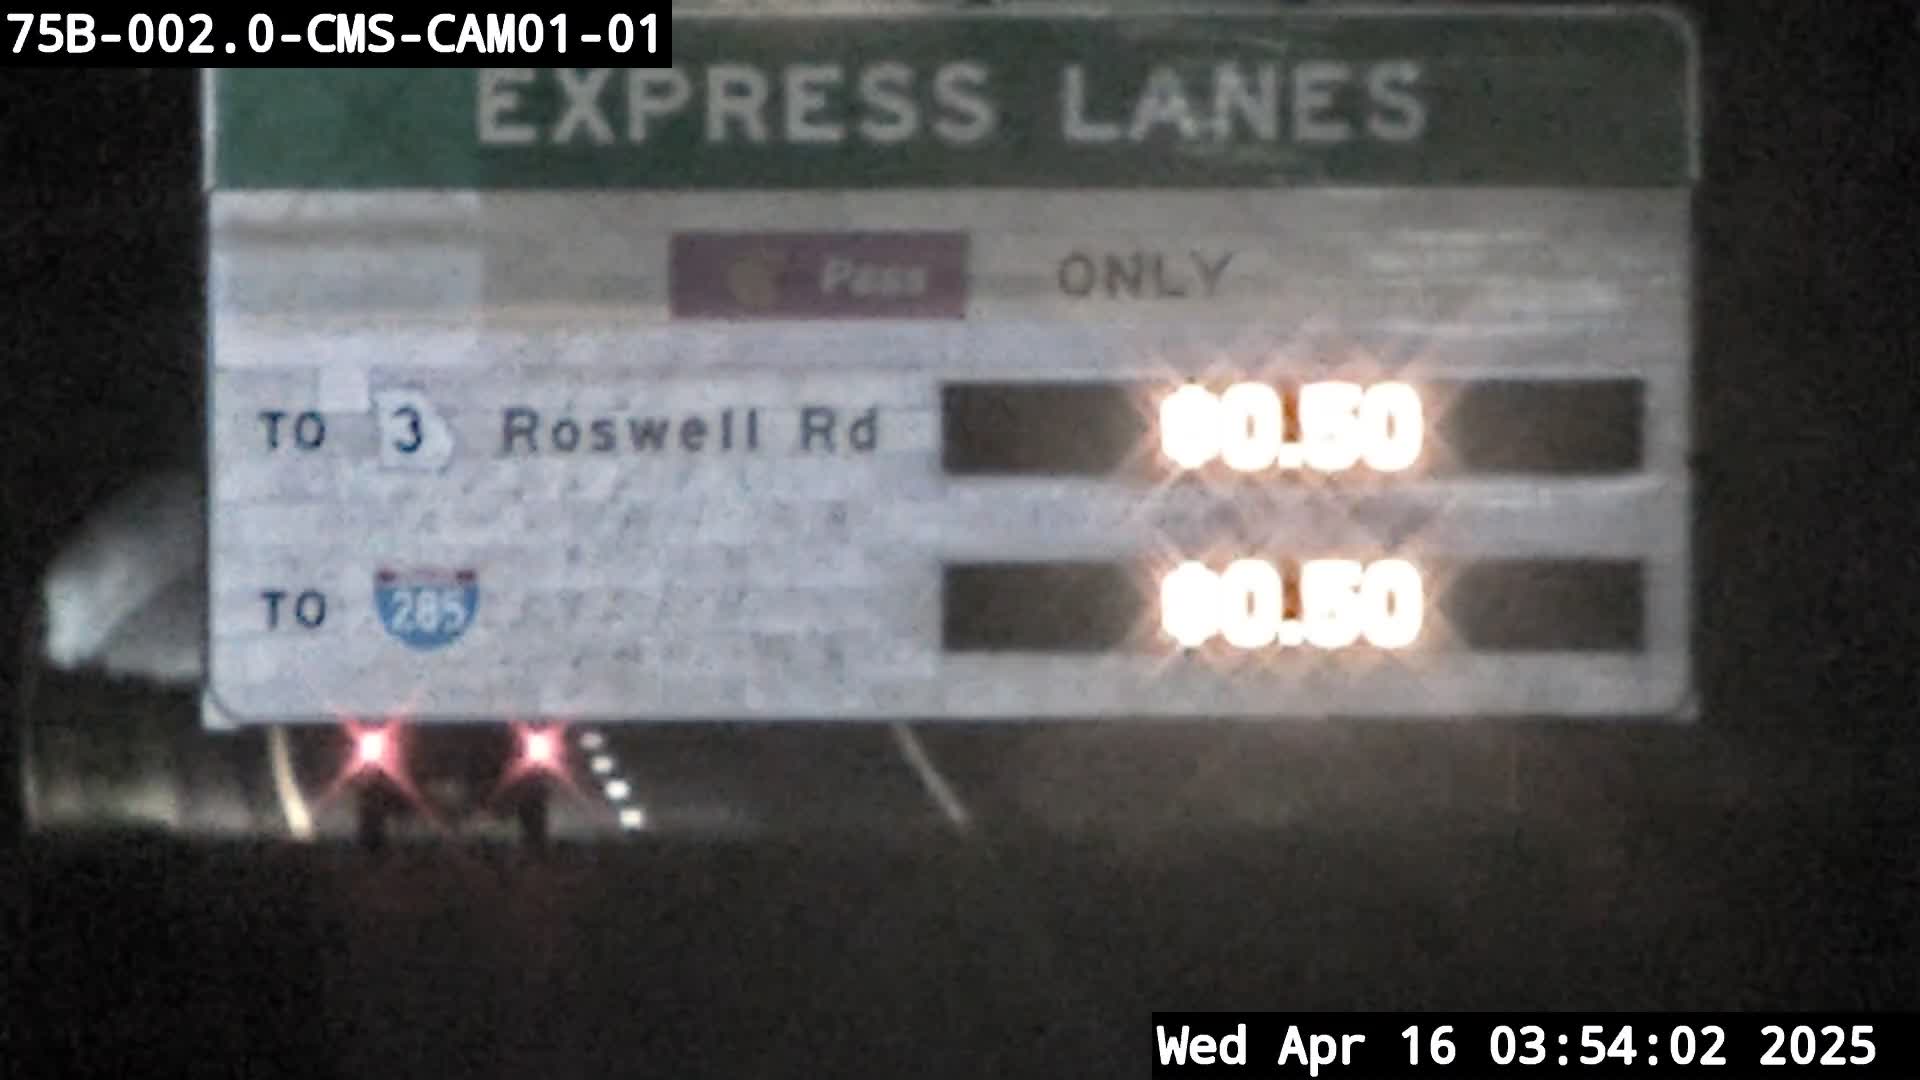 75B-002.0-CMS-CAM01-01
EXPRESS LANES
Pass ONLY
TO 3 Roswell Rd $0.50
TO 285 $0.50
Wed Apr 16 03:54:02 2025